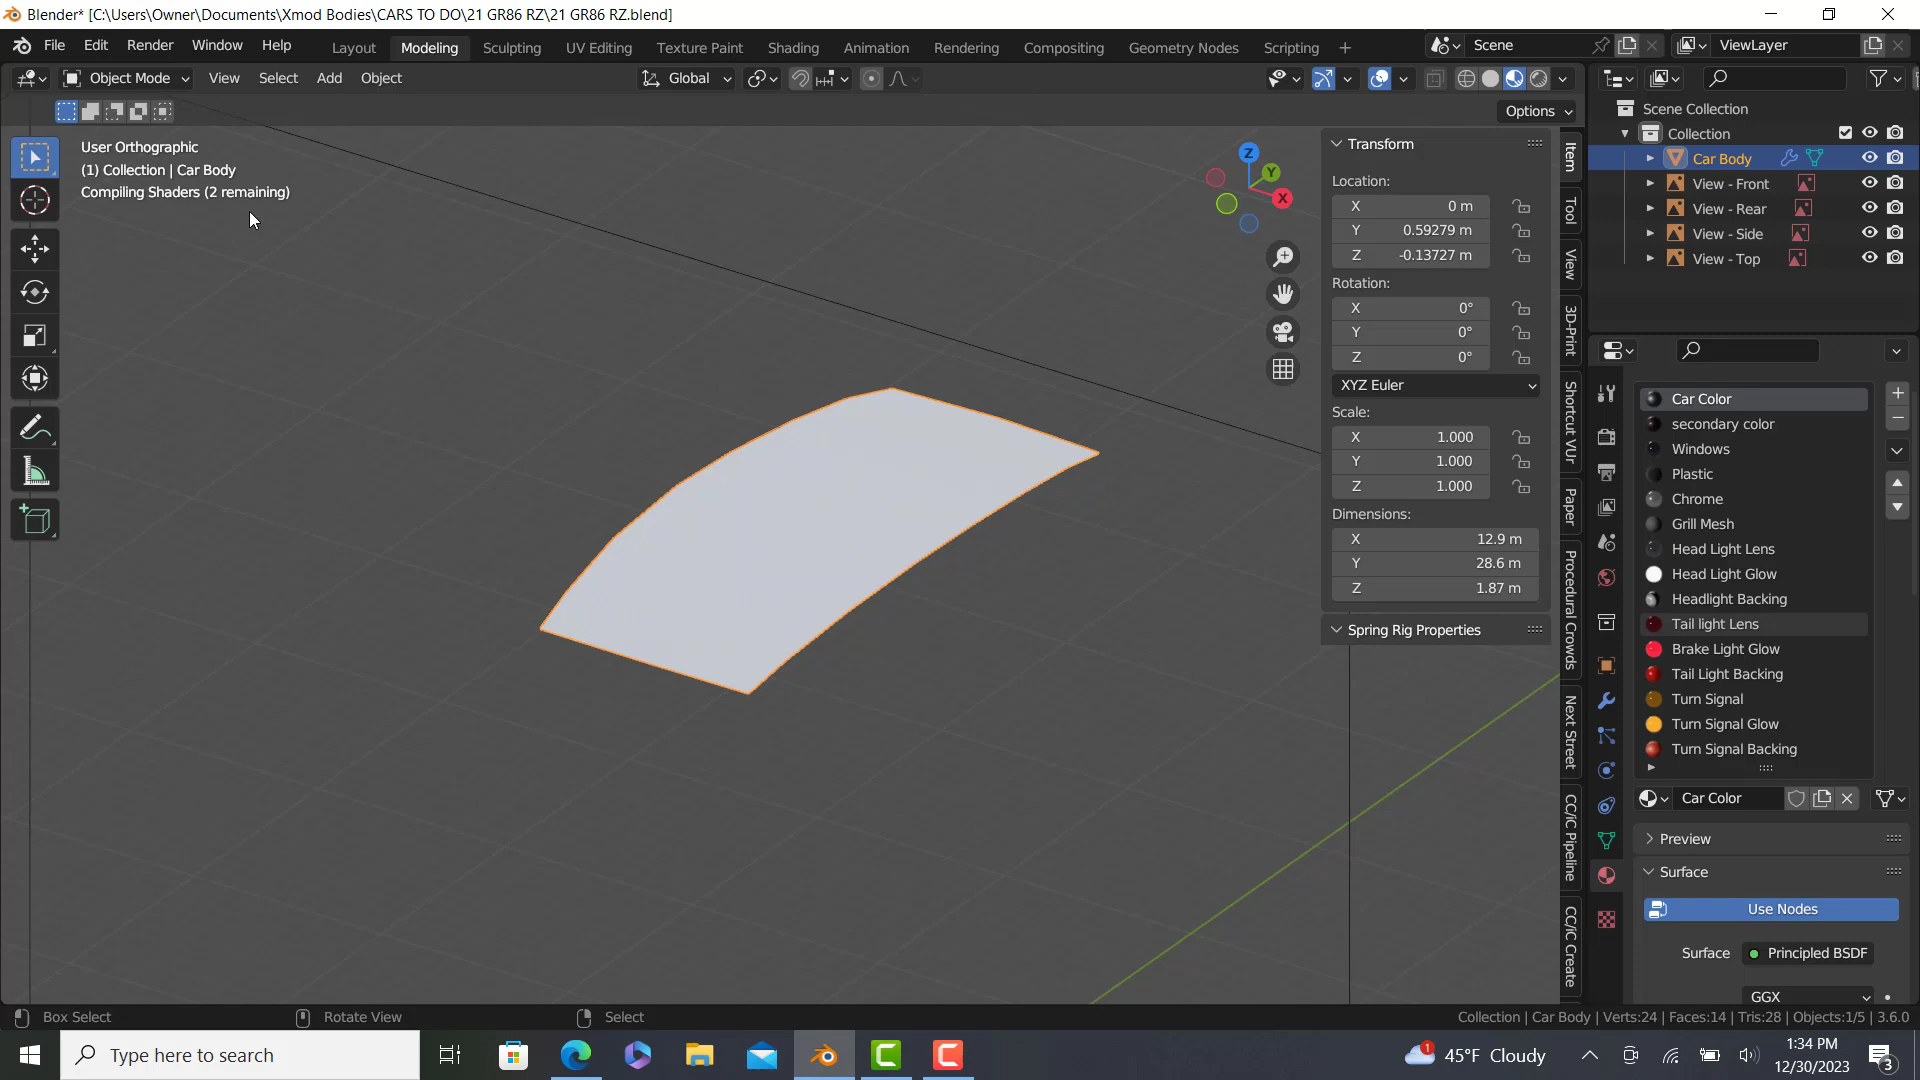 Blender* [C:\Users\Owner\Documents\Xmod Bodies\CARS TO DO\21 GR86 RZ\21 GR86 RZ.blend]
File Edit Render Window Help Layout Modeling Sculpting UV Editing Texture Paint Shading Animation Rendering Compositing Geometry Nodes Scripting + Scene ViewLayer
Object Mode View Select Add Object Global
Options
User Orthographic
(1) Collection | Car Body
Compiling Shaders (2 remaining)
Z
Y
X
Transform
Location:
X 0 m
Y 0.59279 m
Z -0.13727 m
Rotation:
X 0°
Y 0°
Z 0°
XYZ Euler
Scale:
X 1.000
Y 1.000
Z 1.000
Dimensions:
X 12.9 m
Y 28.6 m
Z 1.87 m
Spring Rig Properties
Item
Tool
View
3D-Print
Shortcut VUr
Paper
Procedural Crowds
Next Street
CC/iC Pipeline
CC/iC Create
Scene Collection
Collection
Car Body
View - Front
View - Rear
View - Side
View - Top
Car Color
secondary color
Windows
Plastic
Chrome
Grill Mesh
Head Light Lens
Head Light Glow
Headlight Backing
Tail light Lens
Brake Light Glow
Tail Light Backing
Turn Signal
Turn Signal Glow
Turn Signal Backing
Car Color
Preview
Surface
Use Nodes
Surface Principled BSDF
GGX
Box Select Rotate View Select Collection | Car Body | Verts:24 | Faces:14 | Tris:28 | Objects:1/5 | 3.6.0
Type here to search
1
45°F Cloudy
1:34 PM
12/30/2023
3